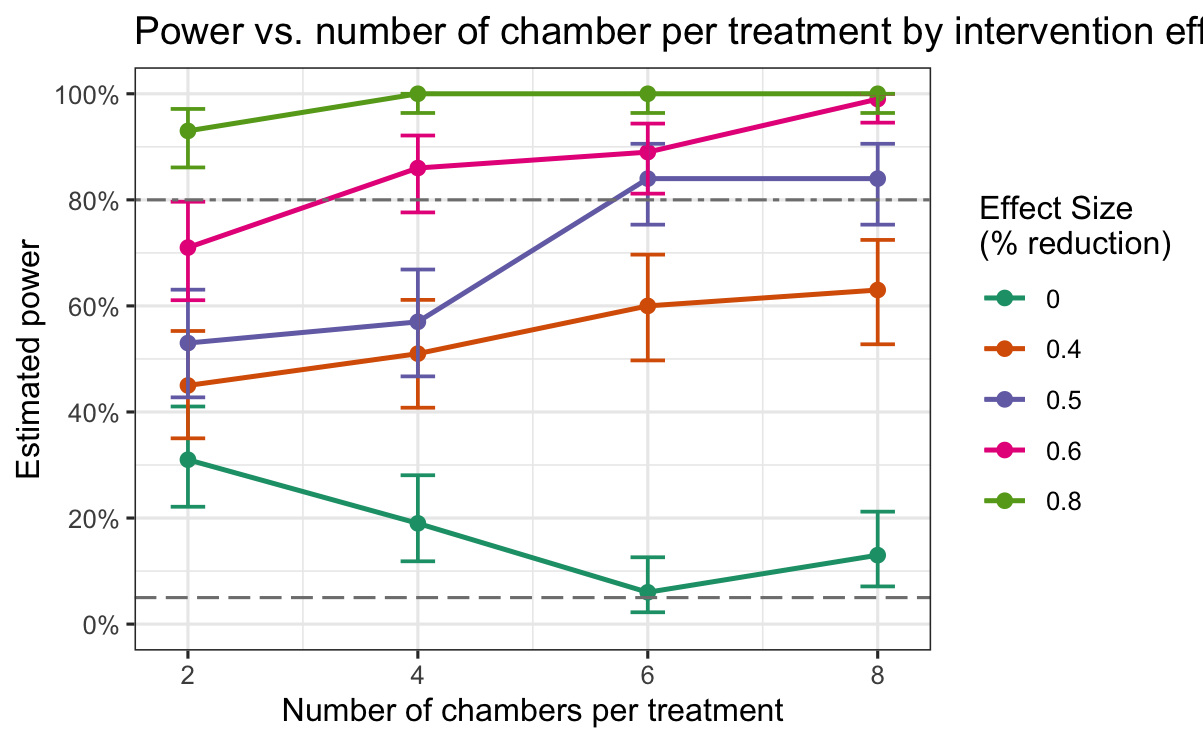 Power vs. number of chamber per treatment by intervention eff
100%
80%
60%
40%
20%
0%
Estimated power
2 4 6 8
Number of chambers per treatment
Effect Size
(% reduction)
0
0.4
0.5
0.6
0.8